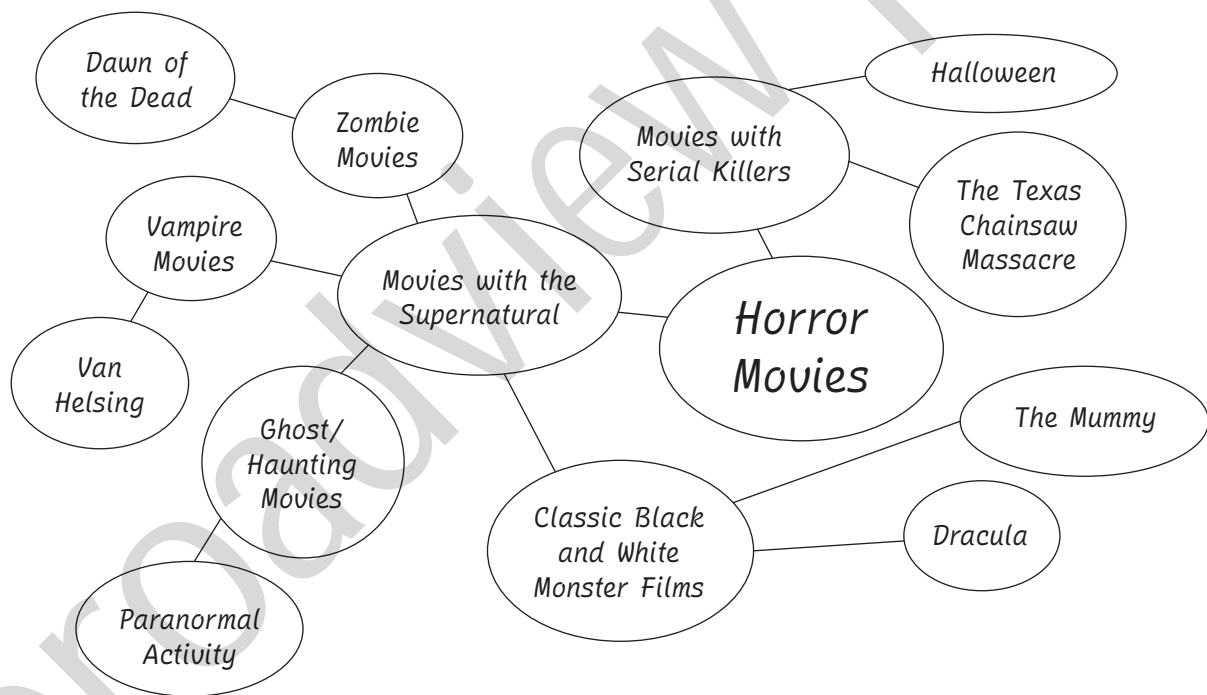 Dawn of
the Dead
Zombie
Movies
Vampire
Movies
Van
Helsing
Movies with the
Supernatural
Ghost/
Haunting
Movies
Paranormal
Activity
Movies with
Serial Killers
Halloween
The Texas
Chainsaw
Massacre
Horror
Movies
Classic Black
and White
Monster Films
The Mummy
Dracula
broadview